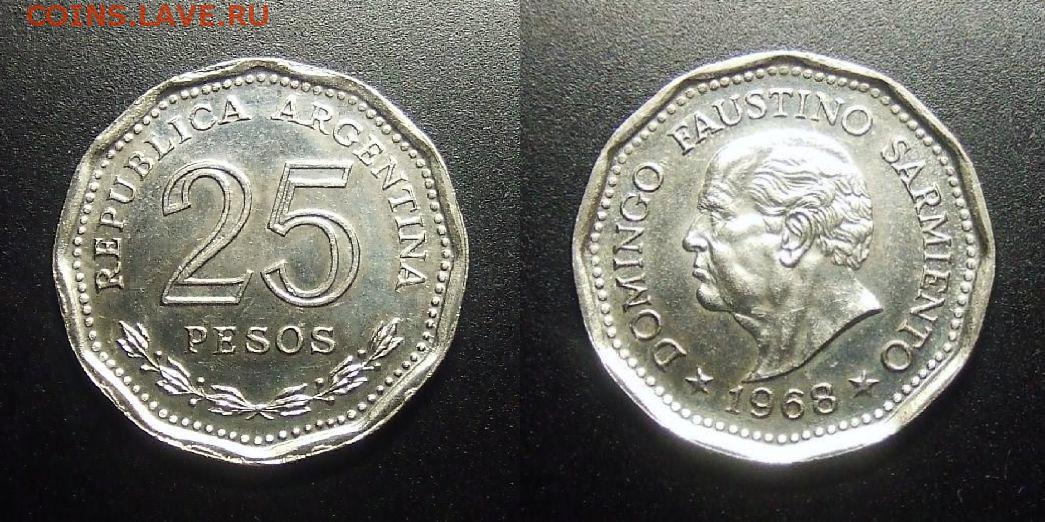 COINS.LAVE.RU
REPUBLICA ARGENTINA
25
PESOS
DOMINGO FAUSTINO SARMIENTO
★ 1968 ★